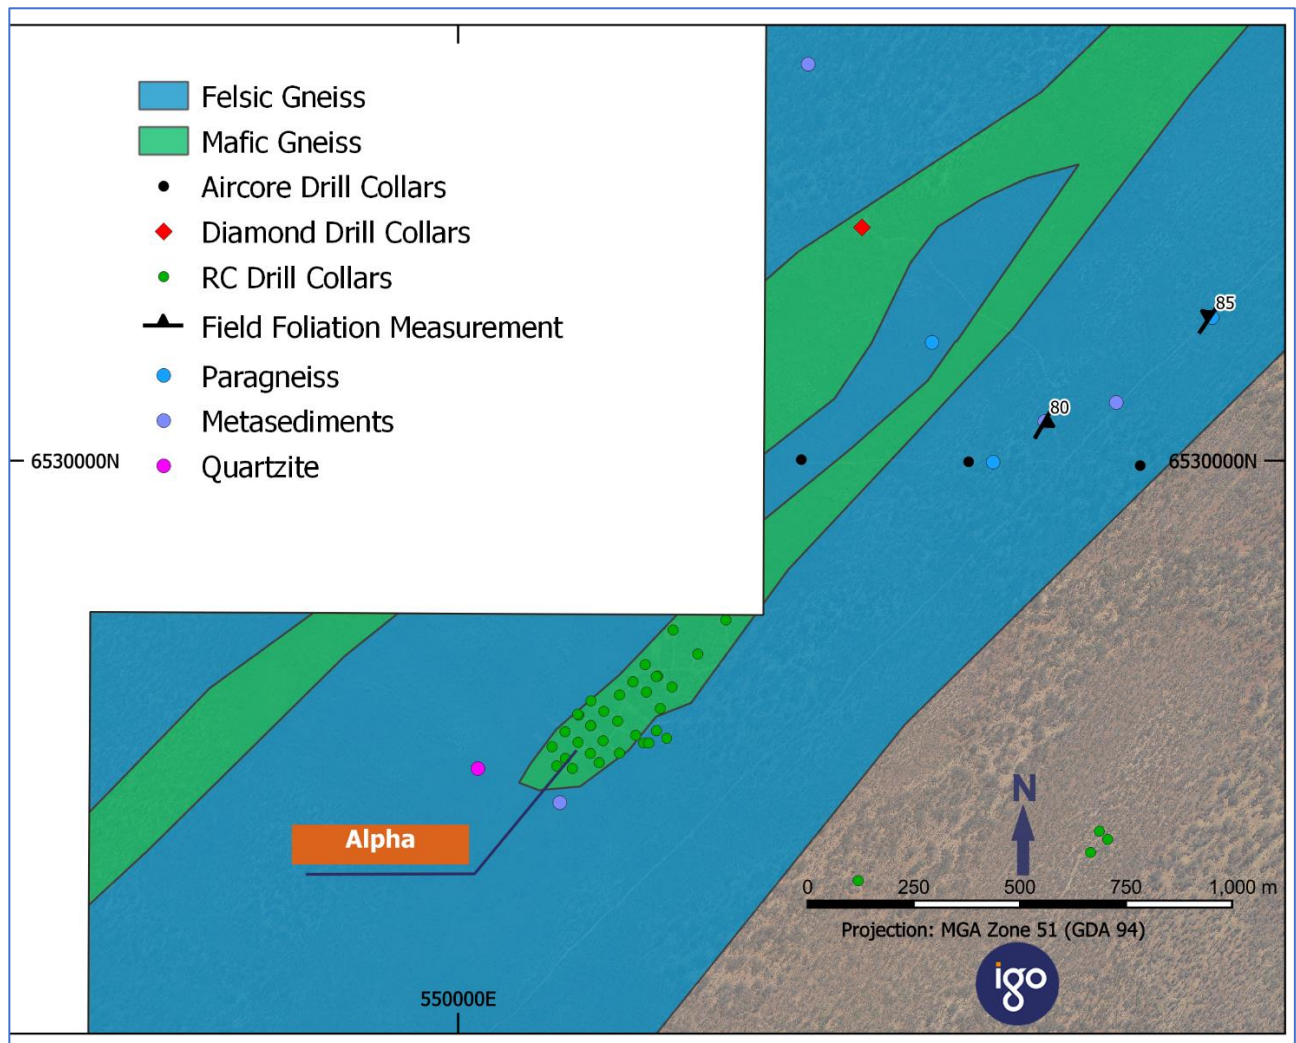 Felsic Gneiss
Mafic Gneiss
Aircore Drill Collars
Diamond Drill Collars
RC Drill Collars
Field Foliation Measurement
Paragneiss
Metasediments
Quartzite
85
80
6530000N
6530000N
Alpha
N
0 250 500 750 1,000 m
Projection: MGA Zone 51 (GDA 94)
igo
550000E